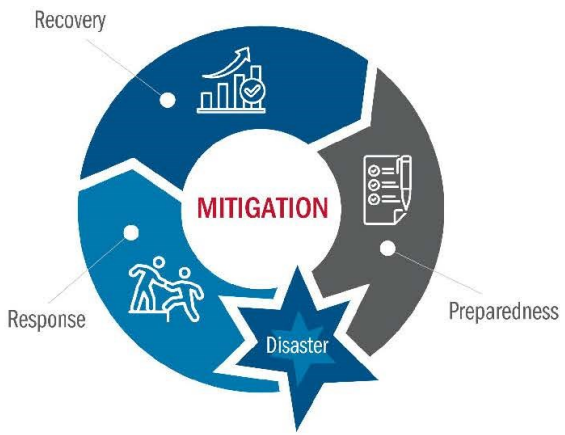 Recovery
MITIGATION
Response
Preparedness
Disaster